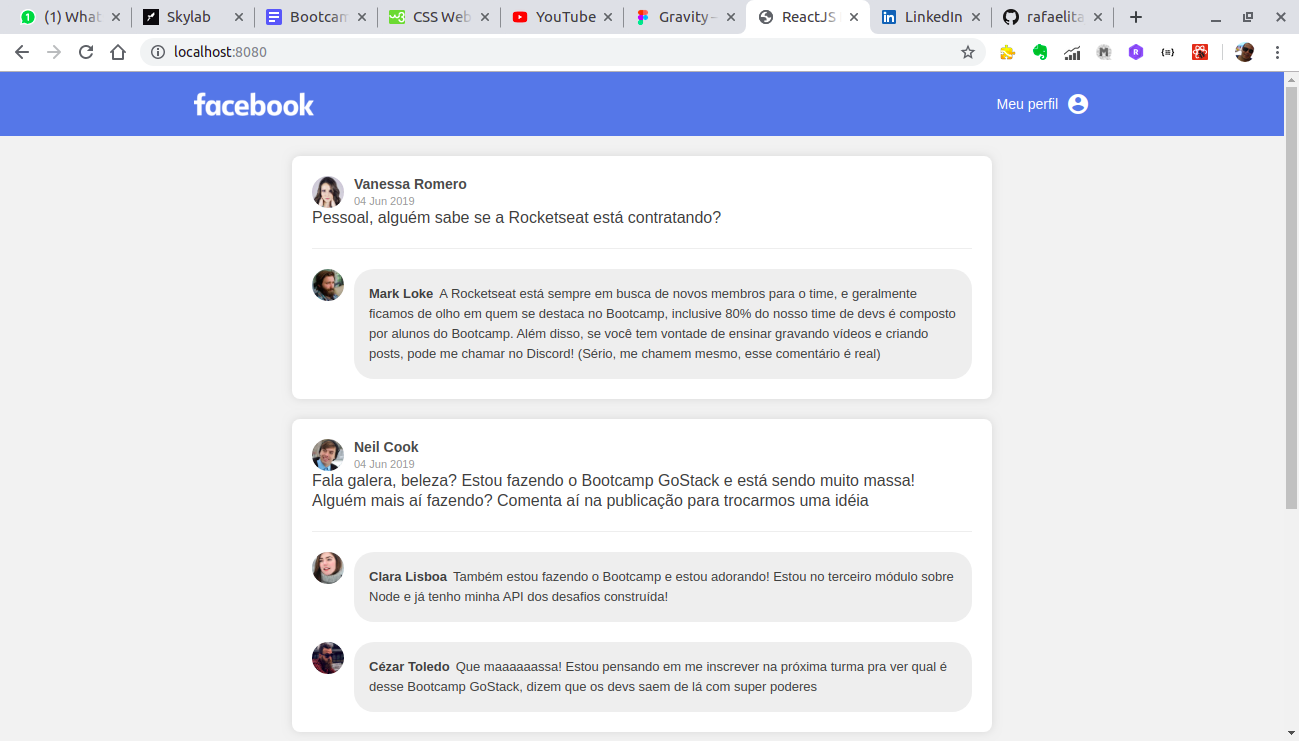 (1) What
Skylab
Bootcam
CSS Web
YouTube
Gravity –
ReactJS
LinkedIn
rafaelita
localhost:8080
facebook
Meu perfil
Vanessa Romero
04 Jun 2019
Pessoal, alguém sabe se a Rocketseat está contratando?
Mark Loke A Rocketseat está sempre em busca de novos membros para o time, e geralmente
ficamos de olho em quem se destaca no Bootcamp, inclusive 80% do nosso time de devs é composto
por alunos do Bootcamp. Além disso, se você tem vontade de ensinar gravando vídeos e criando
posts, pode me chamar no Discord! (Sério, me chamem mesmo, esse comentário é real)
Neil Cook
04 Jun 2019
Fala galera, beleza? Estou fazendo o Bootcamp GoStack e está sendo muito massa!
Alguém mais aí fazendo? Comenta aí na publicação para trocarmos uma idéia
Clara Lisboa Também estou fazendo o Bootcamp e estou adorando! Estou no terceiro módulo sobre
Node e já tenho minha API dos desafios construída!
Cézar Toledo Que maaaaaassa! Estou pensando em me inscrever na próxima turma pra ver qual é
desse Bootcamp GoStack, dizem que os devs saem de lá com super poderes